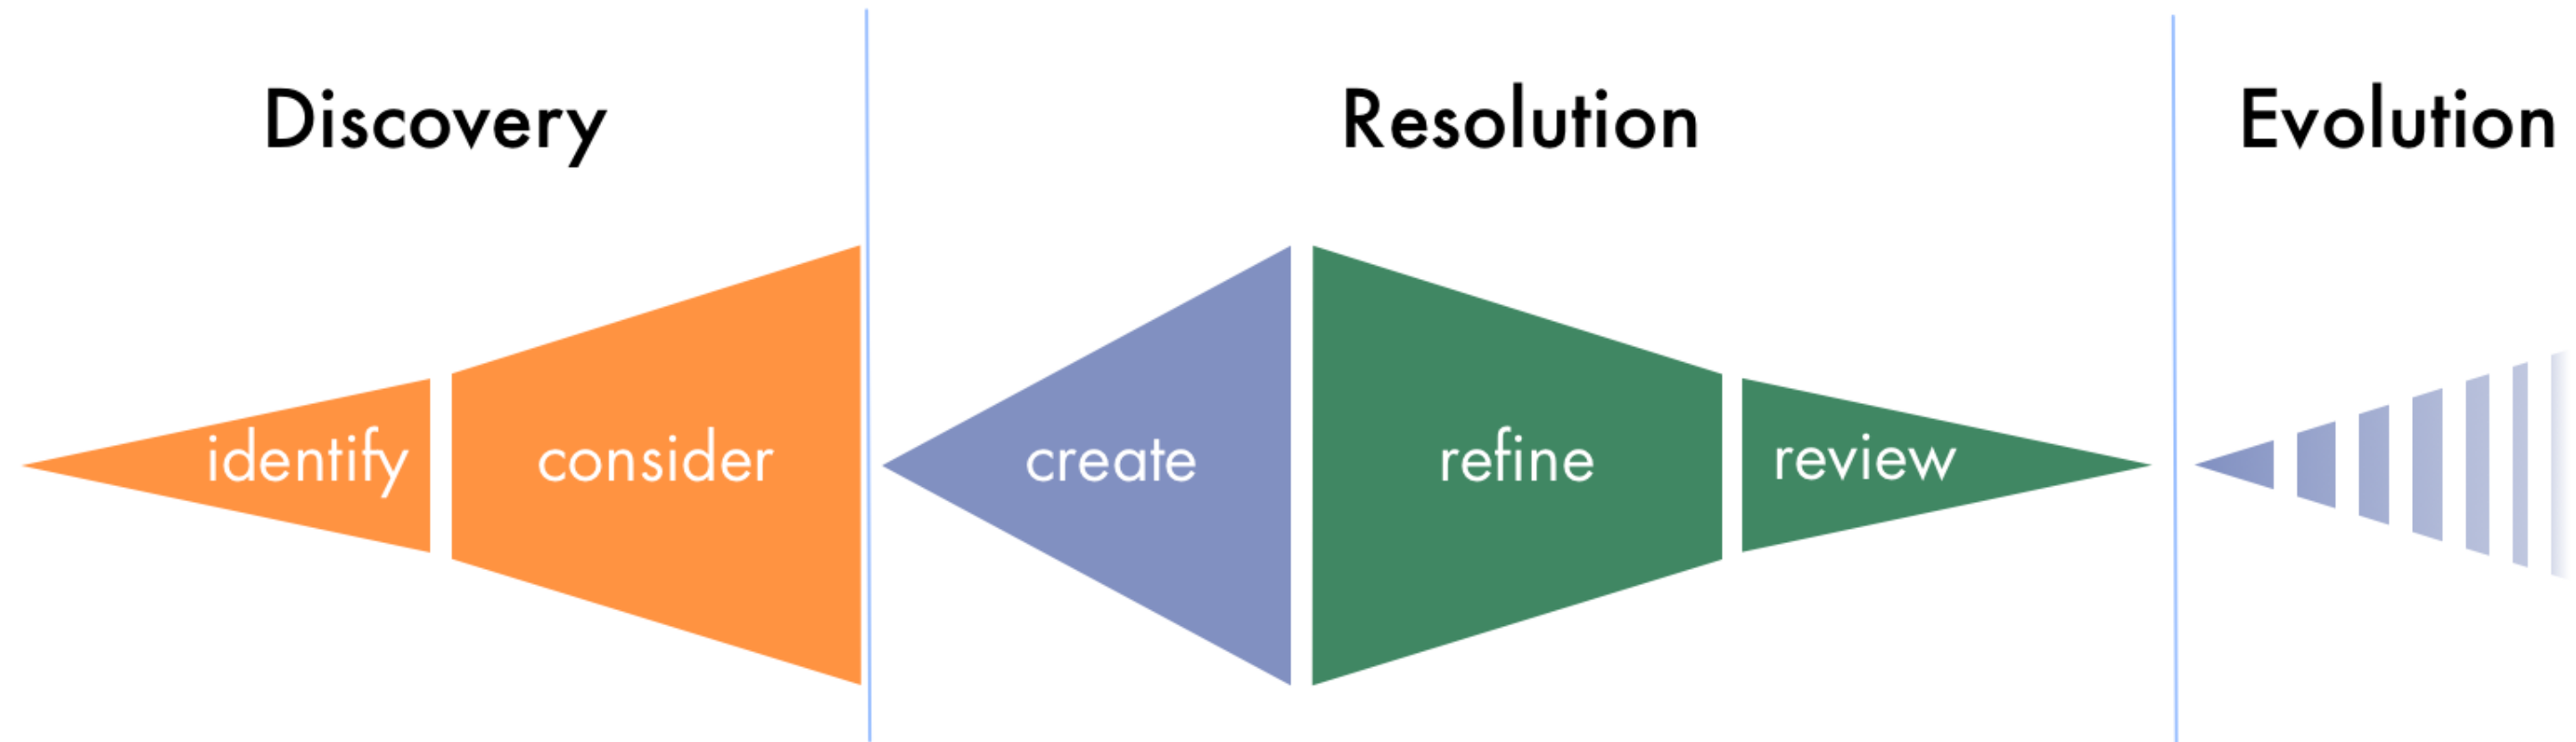 Discovery
Resolution
Evolution
identify
consider
create
refine
review